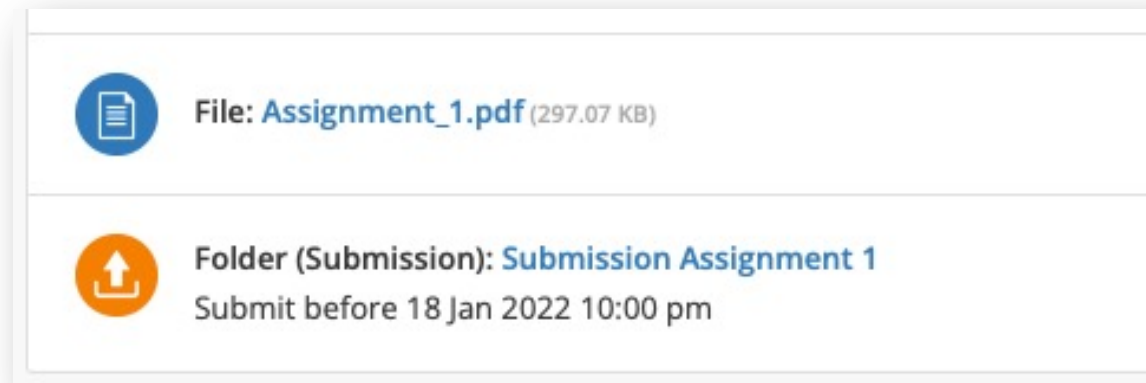 File: Assignment_1.pdf (297.07 KB)
Folder (Submission): Submission Assignment 1
Submit before 18 Jan 2022 10:00 pm